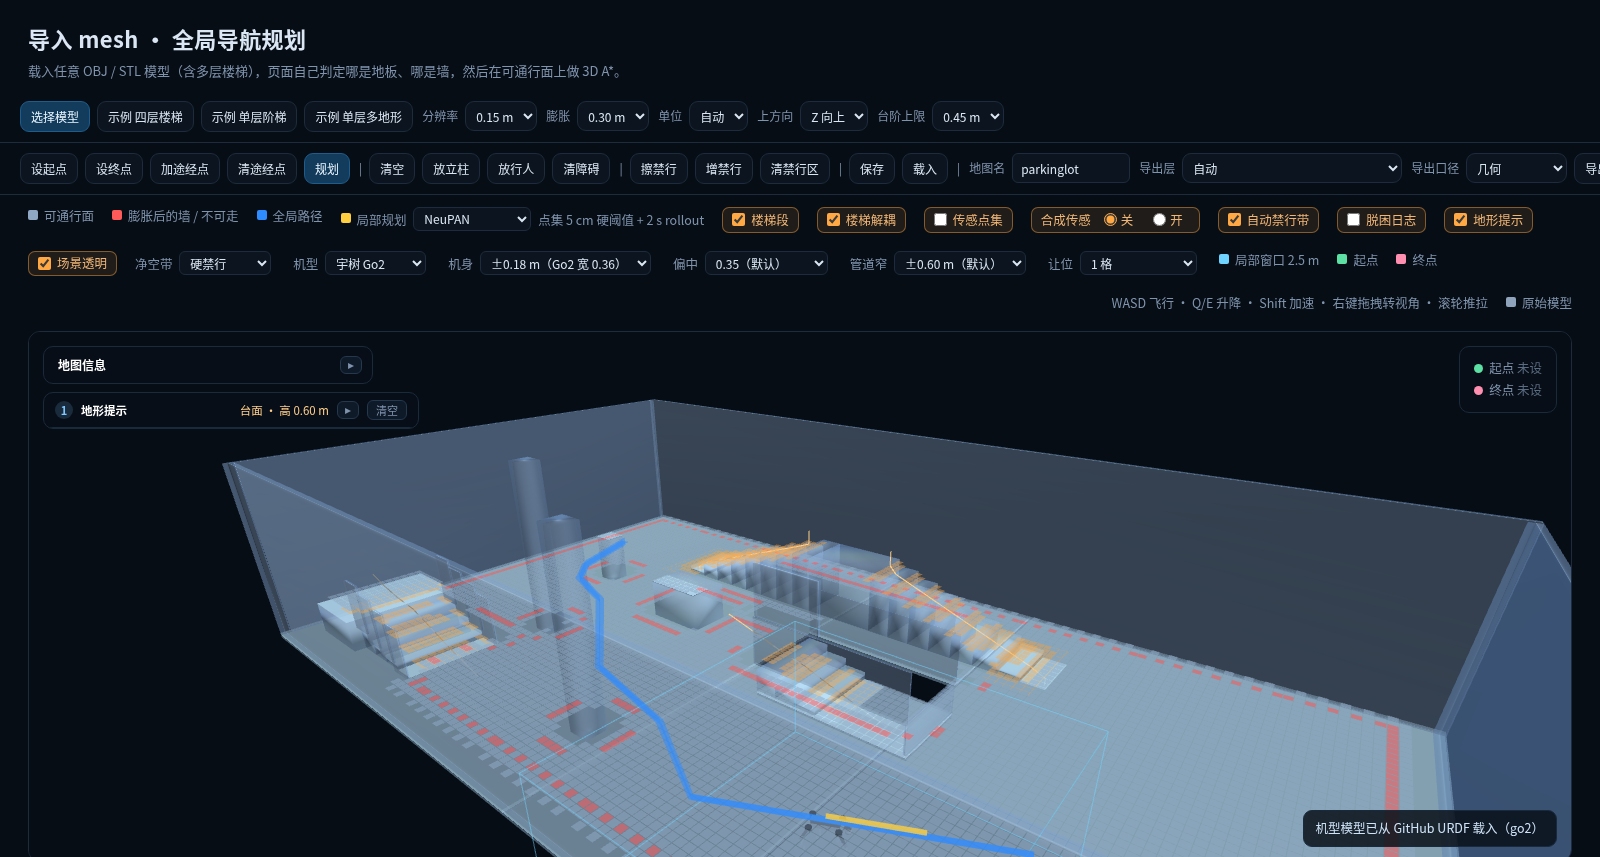 导入 mesh · 全局导航规划
载入任意 OBJ / STL 模型（含多层楼梯），页面自己判定哪是地板、哪是墙，然后在可通行面上做 3D A*。
选择模型 示例 四层楼梯 示例 单层阶梯 示例 单层多地形 分辨率 0.15 m 膨胀 0.30 m 单位 自动 上方向 Z 向上 台阶上限 0.45 m
设起点 设终点 加途经点 清途经点 规划 | 清空 放立柱 放行人 清障碍 | 擦禁行 增禁行 清禁行区 | 保存 载入 | 地图名 parkinglot 导出层 自动 导出口径 几何
可通行面 膨胀后的墙 / 不可走 全局路径 局部规划 NeuPAN 点集 5 cm 硬阈值 + 2 s rollout 楼梯段 楼梯解耦 传感点集 合成传感 关 开 自动禁行带 脱困日志 地形提示
场景透明 净空带 硬禁行 机型 宇树 Go2 机身 ±0.18 m（Go2 宽 0.36） 偏中 0.35（默认） 管道窄 ±0.60 m（默认） 让位 1 格 局部窗口 2.5 m 起点 终点
WASD 飞行 · Q/E 升降 · Shift 加速 · 右键拖拽转视角 · 滚轮推拉 原始模型
地图信息
1 地形提示 台面 · 高 0.60 m 清空
起点 未设
终点 未设
机型模型已从 GitHub URDF 载入（go2）